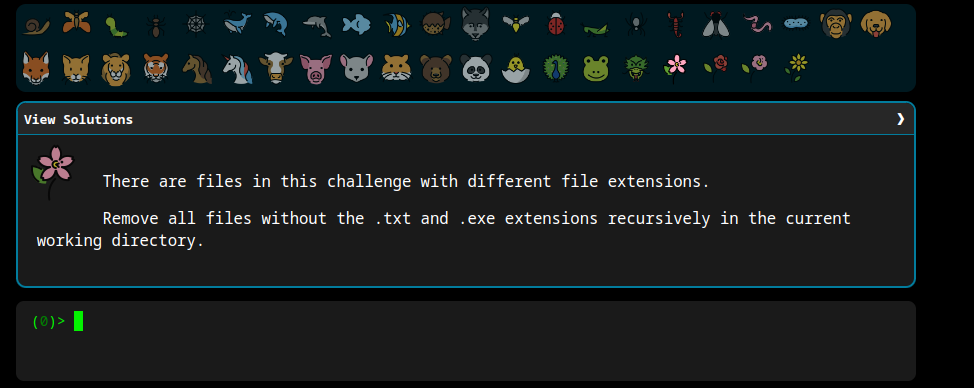 View Solutions ❯
There are files in this challenge with different file extensions.
Remove all files without the .txt and .exe extensions recursively in the current
working directory.
(0)>